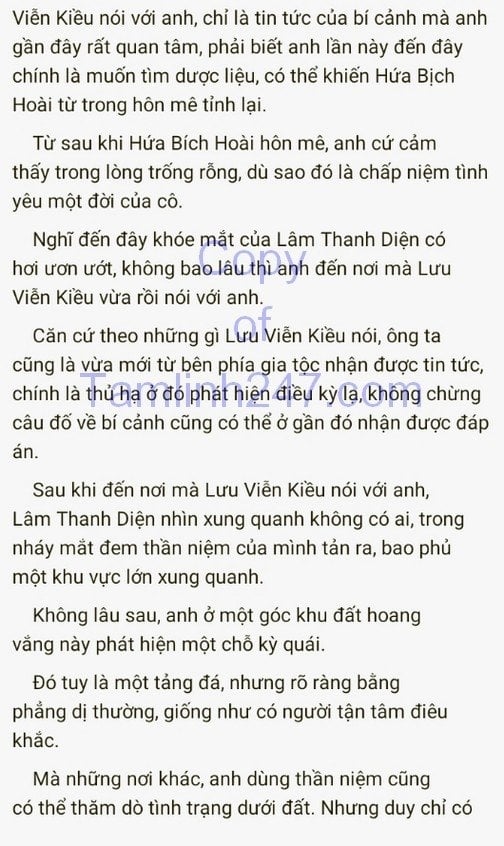 Viễn Kiều nói với anh, chỉ là tin tức của bí cảnh mà anh
gần đây rất quan tâm, phải biết anh lần này đến đây
chính là muốn tìm dược liệu, có thể khiến Hứa Bịch
Hoài từ trong hôn mê tỉnh lại.
Từ sau khi Hứa Bích Hoài hôn mê, anh cứ cảm
thấy trong lòng trống rỗng, dù sao đó là chấp niệm tình
yêu một đời của cô.
Nghĩ đến đây khóe mắt của Lâm Thanh Diện có
hơi ươn ướt, không bao lâu thì anh đến nơi mà Lưu
Viễn Kiều vừa rồi nói với anh.
Căn cứ theo những gì Lưu Viễn Kiều nói, ông ta
cũng là vừa mới từ bên phía gia tộc nhận được tin tức,
chính là thủ hạ ở đó phát hiện điều kỳ lạ, không chừng
câu đố về bí cảnh cũng có thể ở gần đó nhận được đáp
án.
Sau khi đến nơi mà Lưu Viễn Kiều nói với anh,
Lâm Thanh Diện nhìn xung quanh không có ai, trong
nháy mắt đem thần niệm của mình tản ra, bao phủ
một khu vực lớn xung quanh.
Không lâu sau, anh ở một góc khu đất hoang
vắng này phát hiện một chỗ kỳ quái.
Đó tuy là một tảng đá, nhưng rõ ràng bằng
phẳng dị thường, giống như có người tận tâm điêu
khắc.
Mà những nơi khác, anh dùng thần niệm cũng
có thể thăm dò tình trạng dưới đất. Nhưng duy chỉ có
Copy
of
Tamlinh247.com